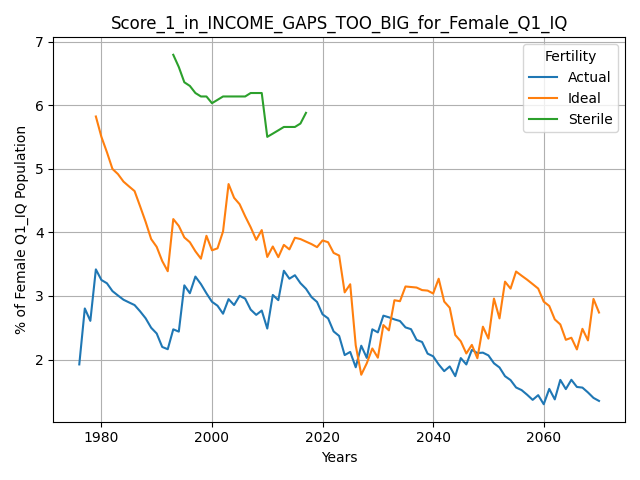 Score_1_in_INCOME_GAPS_TOO_BIG_for_Female_Q1_IQ
% of Female Q1_IQ Population
7
6
5
4
3
2
Fertility
Actual
Ideal
Sterile
1980
2000
2020
2040
2060
Years